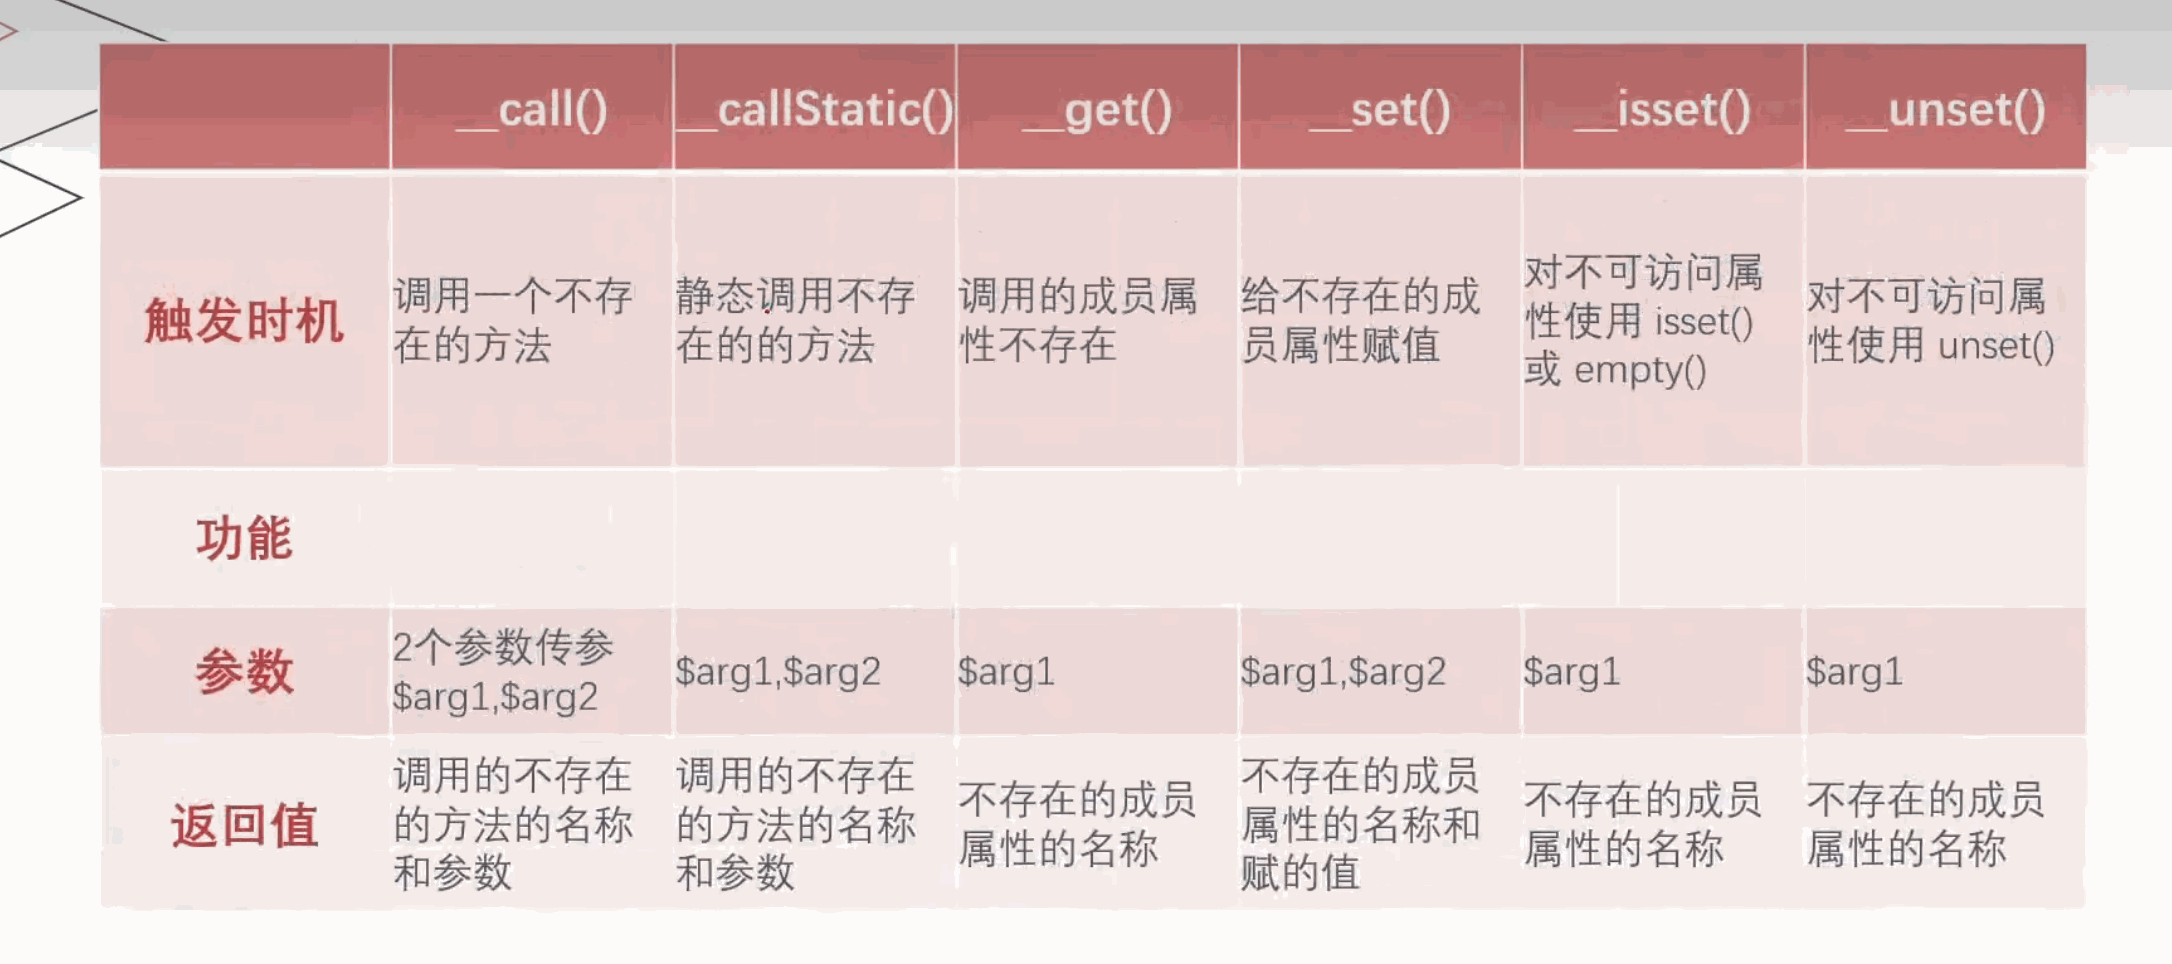 __call() __callStatic() __get() __set() __isset() __unset()
触发时机
调用一个不存
在的方法
静态调用不存
在的的方法
调用的成员属
性不存在
给不存在的成
员属性赋值
对不可访问属
性使用 isset()
或 empty()
对不可访问属
性使用 unset()
功能
参数
2个参数传参
$arg1,$arg2
$arg1,$arg2
$arg1
$arg1,$arg2
$arg1
$arg1
返回值
调用的不存在
的方法的名称
和参数
调用的不存在
的方法的名称
和参数
不存在的成员
属性的名称
不存在的成员
属性的名称和
赋的值
不存在的成员
属性的名称
不存在的成员
属性的名称